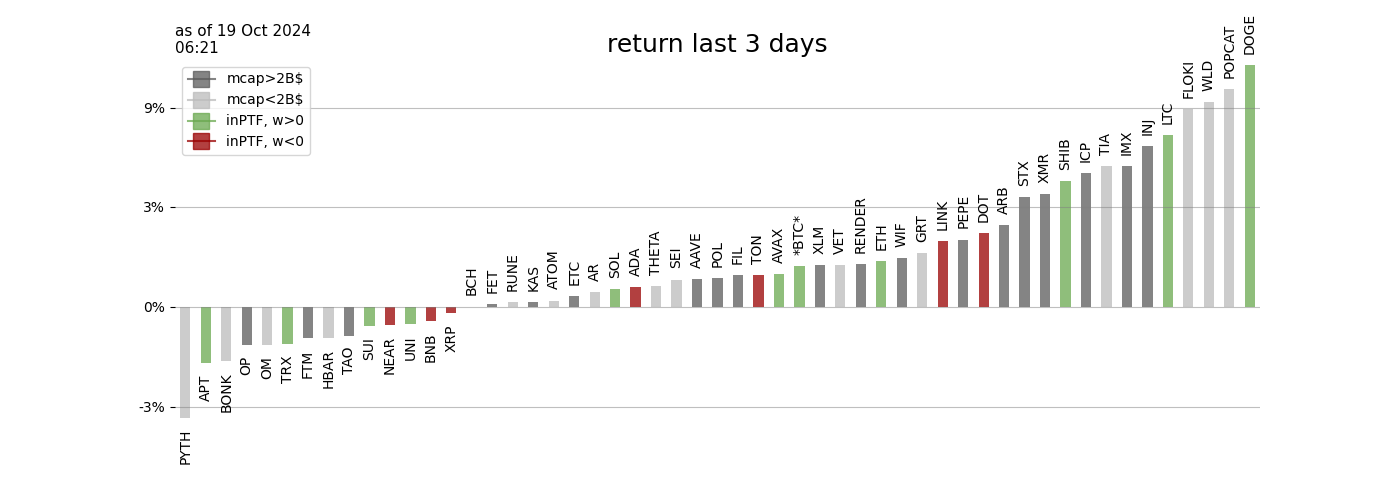 as of 19 Oct 2024
06:21
return last 3 days
mcap>2B$
mcap<2B$
inPTF, w>0
inPTF, w<0
9%
3%
0%
-3%
PYTH
APT
BONK
OP
OM
TRX
FTM
HBAR
TAO
SUI
NEAR
UNI
BNB
XRP
BCH
FET
RUNE
KAS
ATOM
ETC
AR
SOL
ADA
THETA
SEI
AAVE
POL
FIL
TON
AVAX
*BTC*
XLM
VET
RENDER
ETH
WIF
GRT
LINK
PEPE
DOT
ARB
STX
XMR
SHIB
ICP
TIA
IMX
INJ
LTC
FLOKI
WLD
POPCAT
DOGE